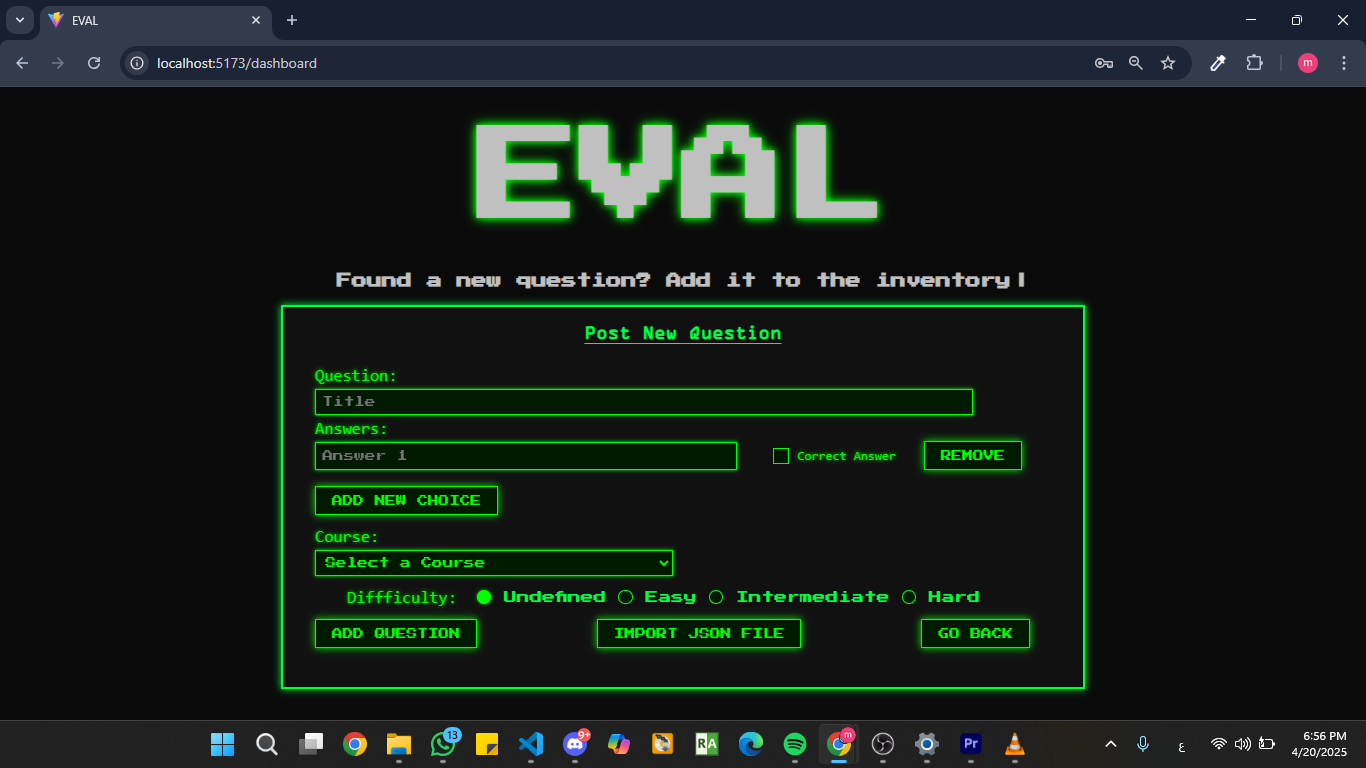 EVAL
localhost:5173/dashboard
m
EVAL
Found a new question? Add it to the inventory|
Post New Question
Question:
Title
Answers:
Answer 1
Correct Answer
REMOVE
ADD NEW CHOICE
Course:
Select a Course
Diffficulty: Undefined Easy Intermediate Hard
ADD QUESTION IMPORT JSON FILE GO BACK
13
9+
RA
m
Pr
ع
6:56 PM
4/20/2025